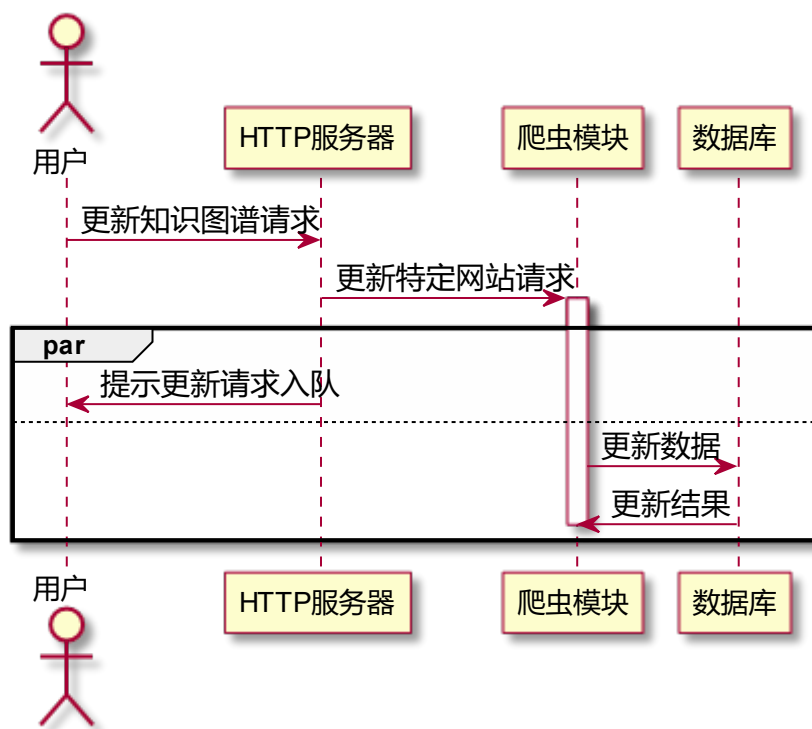 用户
HTTP服务器
爬虫模块
数据库
更新知识图谱请求
更新特定网站请求
par
提示更新请求入队
更新数据
更新结果
用户
HTTP服务器
爬虫模块
数据库